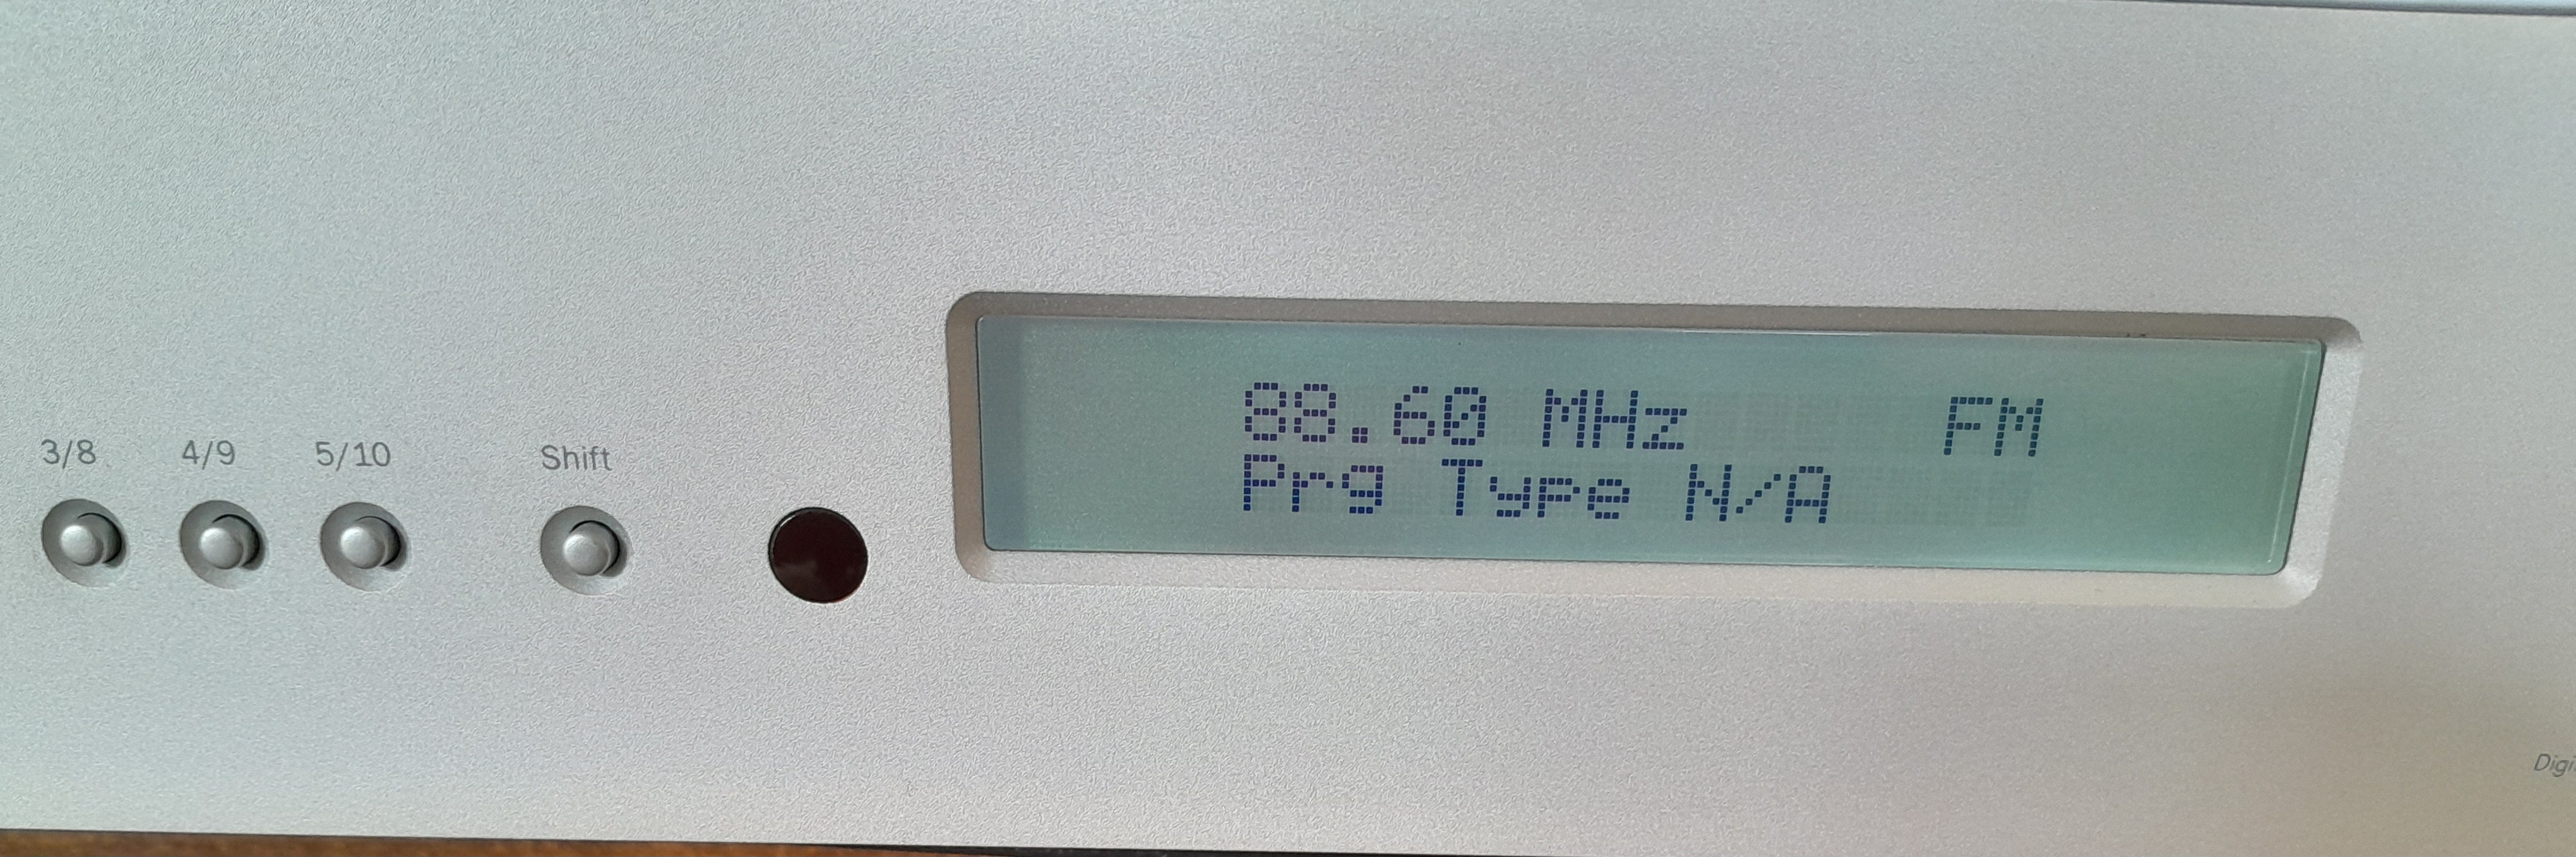 3/8 4/9 5/10 Shift
88.60 MHz FM
Prg Type N/A